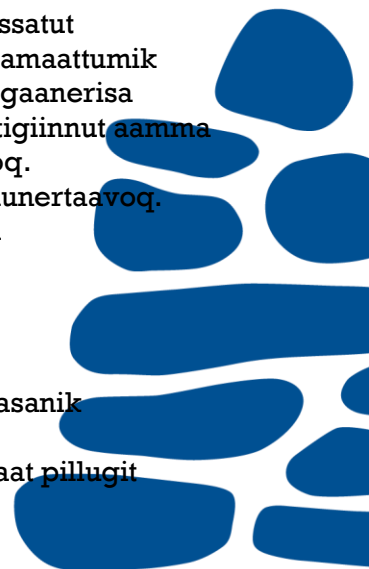 ssatut
amaattumik
gaanerisa
tigiinnut aamma
oq.
unertaavoq.
asanik
aat pillugit